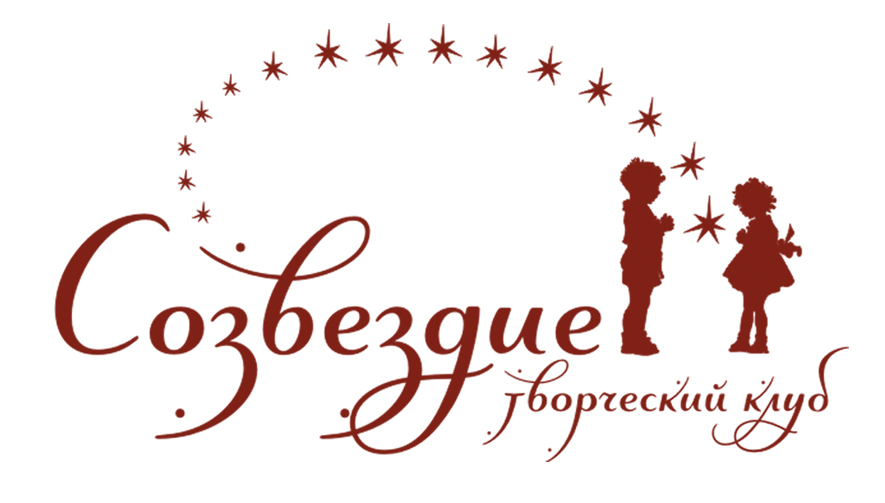 Созвездие
творческий клуб